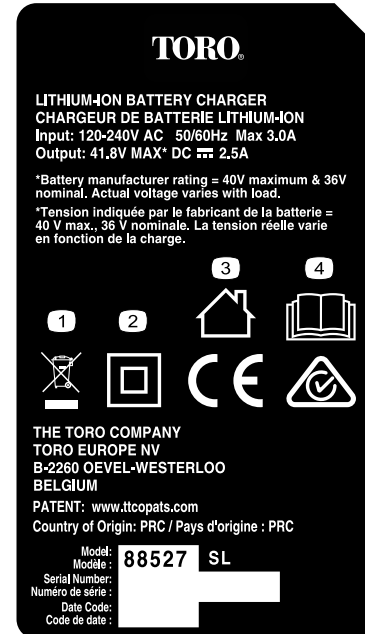 TORO®
LITHIUM-ION BATTERY CHARGER
CHARGEUR DE BATTERIE LITHIUM-ION
Input: 120-240V AC 50/60Hz Max 3.0A
Output: 41.8V MAX* DC ⎓ 2.5A
*Battery manufacturer rating = 40V maximum & 36V
nominal. Actual voltage varies with load.
*Tension indiquée par le fabricant de la batterie =
40 V max., 36 V nominale. La tension réelle varie
en fonction de la charge.
3 4
1 2
CE
THE TORO COMPANY
TORO EUROPE NV
B-2260 OEVEL-WESTERLOO
BELGIUM
PATENT: www.ttcopats.com
Country of Origin: PRC / Pays d'origine : PRC
Model:
Modèle : 88527 SL
Serial Number:
Numéro de série :
Date Code:
Code de date :